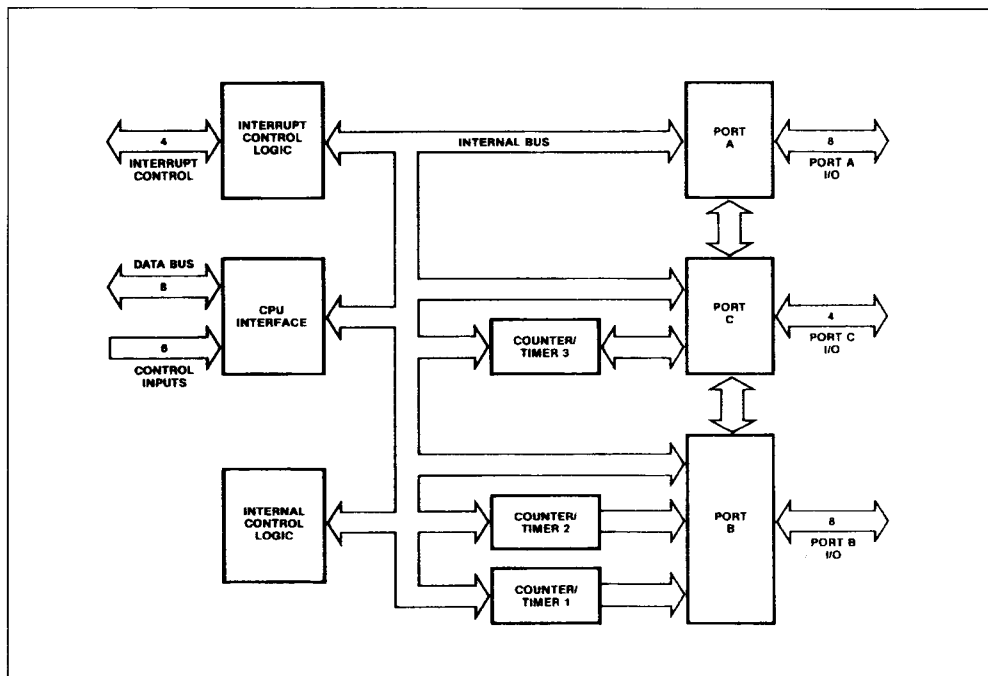 INTERRUPT
CONTROL
LOGIC
4
INTERRUPT
CONTROL
INTERNAL BUS
PORT
A
8
PORT A
I/O
DATA BUS
8
CPU
INTERFACE
6
CONTROL
INPUTS
PORT
C
4
PORT C
I/O
COUNTER/
TIMER 3
INTERNAL
CONTROL
LOGIC
COUNTER/
TIMER 2
COUNTER/
TIMER 1
PORT
B
8
PORT B
I/O